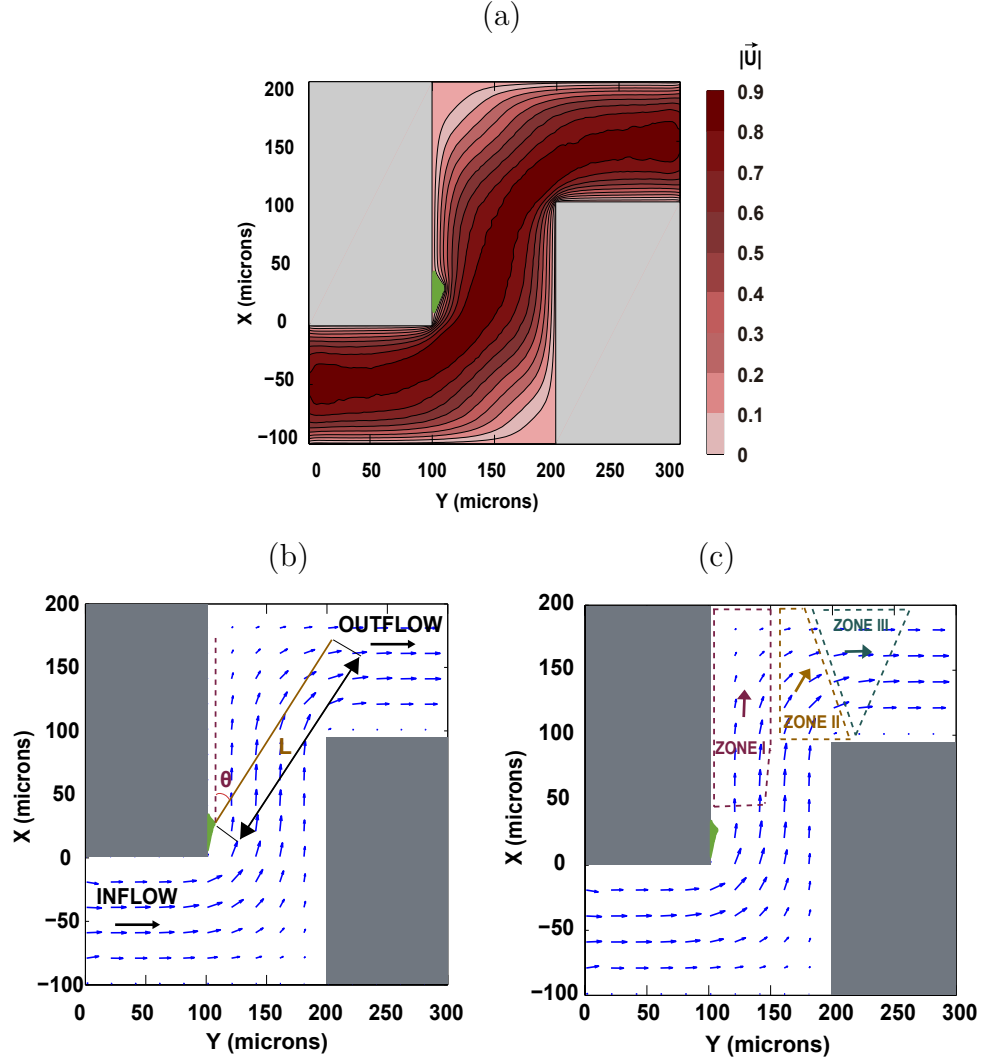 (a)
|U⃗|
200
150
100
50
0
−50
−100
X (microns)
0 50 100 150 200 250 300
Y (microns)
0.9
0.8
0.7
0.6
0.5
0.4
0.3
0.2
0.1
0
(b)
200
150
100
50
0
−50
−100
X (microns)
OUTFLOW
L
θ
INFLOW
0 50 100 150 200 250 300
Y (microns)
(c)
200
150
100
50
0
−50
−100
X (microns)
ZONE III
ZONE II
ZONE I
0 50 100 150 200 250 300
Y (microns)